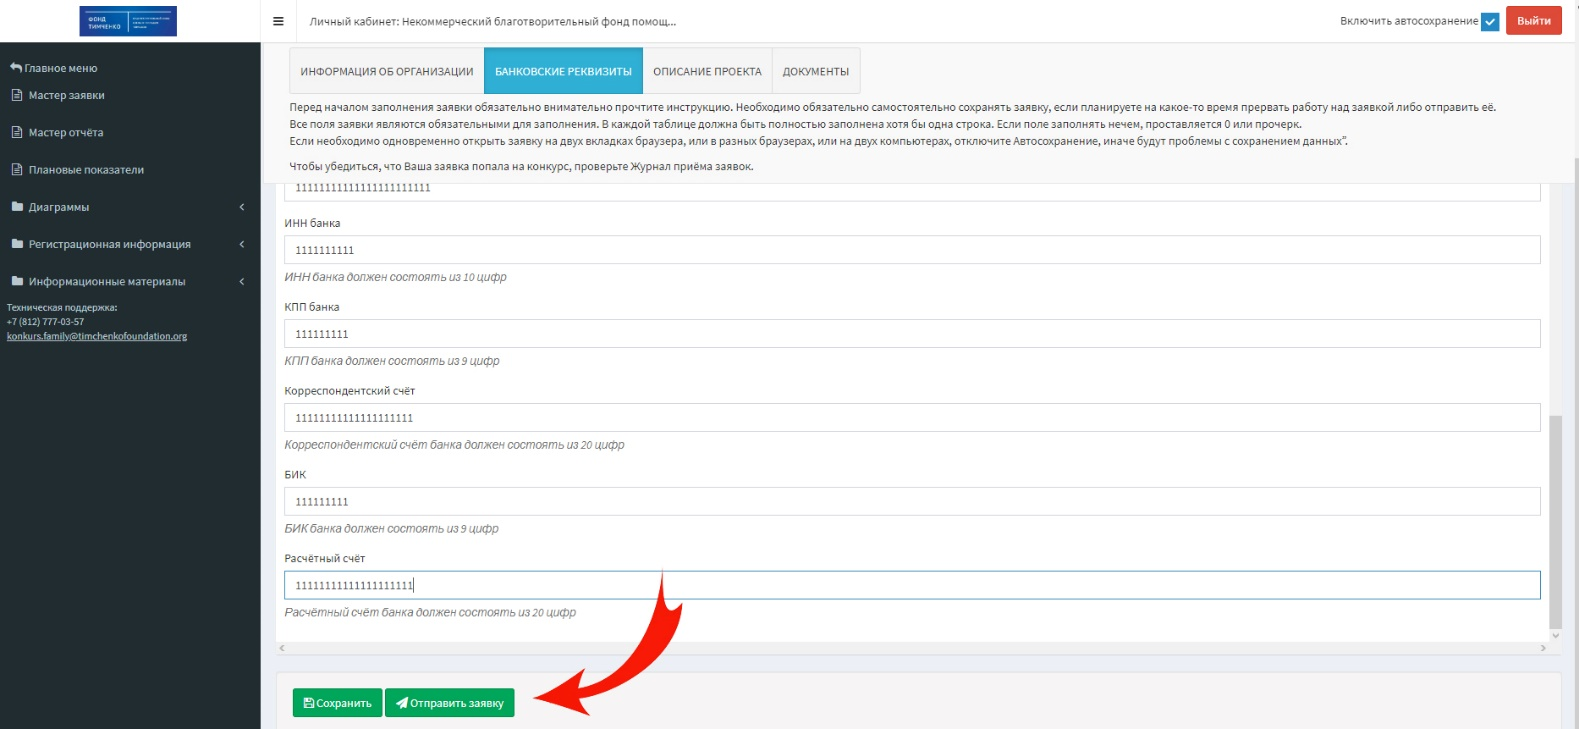 ФОНД
ТИМЧЕНКО
Личный кабинет: Некоммерческий благотворительный фонд помощ...
Включить автосохранение
Выйти
Главное меню
Мастер заявки
Мастер отчёта
Плановые показатели
Диаграммы
Регистрационная информация
Информационные материалы
Техническая поддержка:
+7 (812) 777-03-57
konkurs.family@timchenkofoundation.org
ИНФОРМАЦИЯ ОБ ОРГАНИЗАЦИИ
БАНКОВСКИЕ РЕКВИЗИТЫ
ОПИСАНИЕ ПРОЕКТА
ДОКУМЕНТЫ
Перед началом заполнения заявки обязательно внимательно прочтите инструкцию. Необходимо обязательно самостоятельно сохранять заявку, если планируете на какое-то время прервать работу над заявкой либо отправить её.
Все поля заявки являются обязательными для заполнения. В каждой таблице должна быть полностью заполнена хотя бы одна строка. Если поле заполнять нечем, проставляется 0 или прочерк.
Если необходимо одновременно открыть заявку на двух вкладках браузера, или в разных браузерах, или на двух компьютерах, отключите Автосохранение, иначе будут проблемы с сохранением данных".
Чтобы убедиться, что Ваша заявка попала на конкурс, проверьте Журнал приёма заявок.
11111111111111111111111
ИНН банка
1111111111
ИНН банка должен состоять из 10 цифр
КПП банка
111111111
КПП банка должен состоять из 9 цифр
Корреспондентский счёт
11111111111111111111
Корреспондентский счёт банка должен состоять из 20 цифр
БИК
111111111
БИК банка должен состоять из 9 цифр
Расчётный счёт
11111111111111111111
Расчётный счёт банка должен состоять из 20 цифр
Сохранить
Отправить заявку